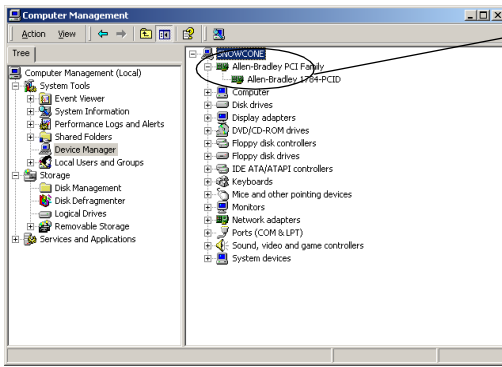 Computer Management
Action View
Tree
Computer Management (Local)
System Tools
Event Viewer
System Information
Performance Logs and Alerts
Shared Folders
Device Manager
Local Users and Groups
Storage
Disk Management
Disk Defragmenter
Logical Drives
Removable Storage
Services and Applications
SNOWCONE
Allen-Bradley PCI Family
Allen-Bradley 1784-PCID
Computer
Disk drives
Display adapters
DVD/CD-ROM drives
Floppy disk controllers
Floppy disk drives
IDE ATA/ATAPI controllers
Keyboards
Mice and other pointing devices
Monitors
Network adapters
Ports (COM & LPT)
Sound, video and game controllers
System devices